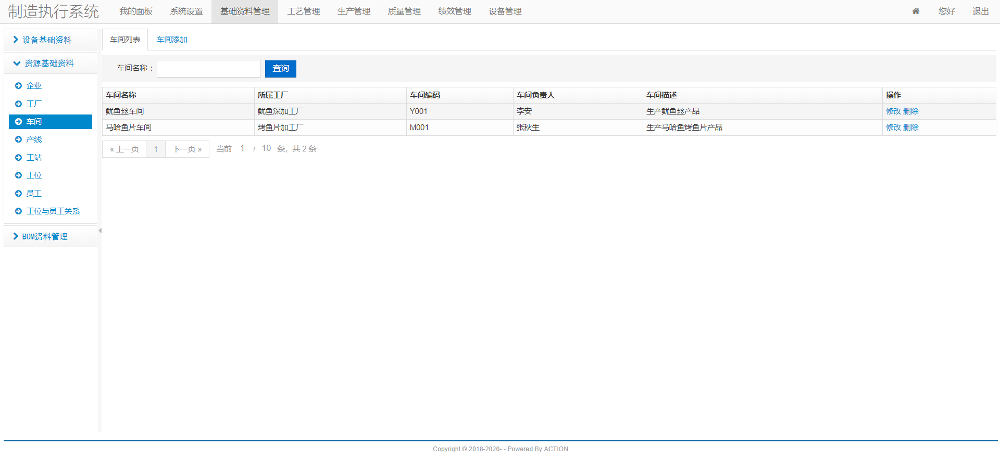 制造执行系统 我的面板 系统设置 基础资料管理 工艺管理 生产管理 质量管理 绩效管理 设备管理 您好 退出
设备基础资料
资源基础资料
企业
工厂
车间
产线
工站
工位
员工
工位与员工关系
BOM资料管理
车间列表 车间添加
车间名称： 查询
车间名称 所属工厂 车间编码 车间负责人 车间描述 操作
鱿鱼丝车间 鱿鱼深加工厂 Y001 李安 生产鱿鱼丝产品 修改 删除
马哈鱼片车间 烤鱼片加工厂 M001 张秋生 生产马哈鱼烤鱼片产品 修改 删除
« 上一页 1 下一页 » 当前 1 / 10 条，共 2 条
Copyright © 2018-2020- - Powered By ACTION